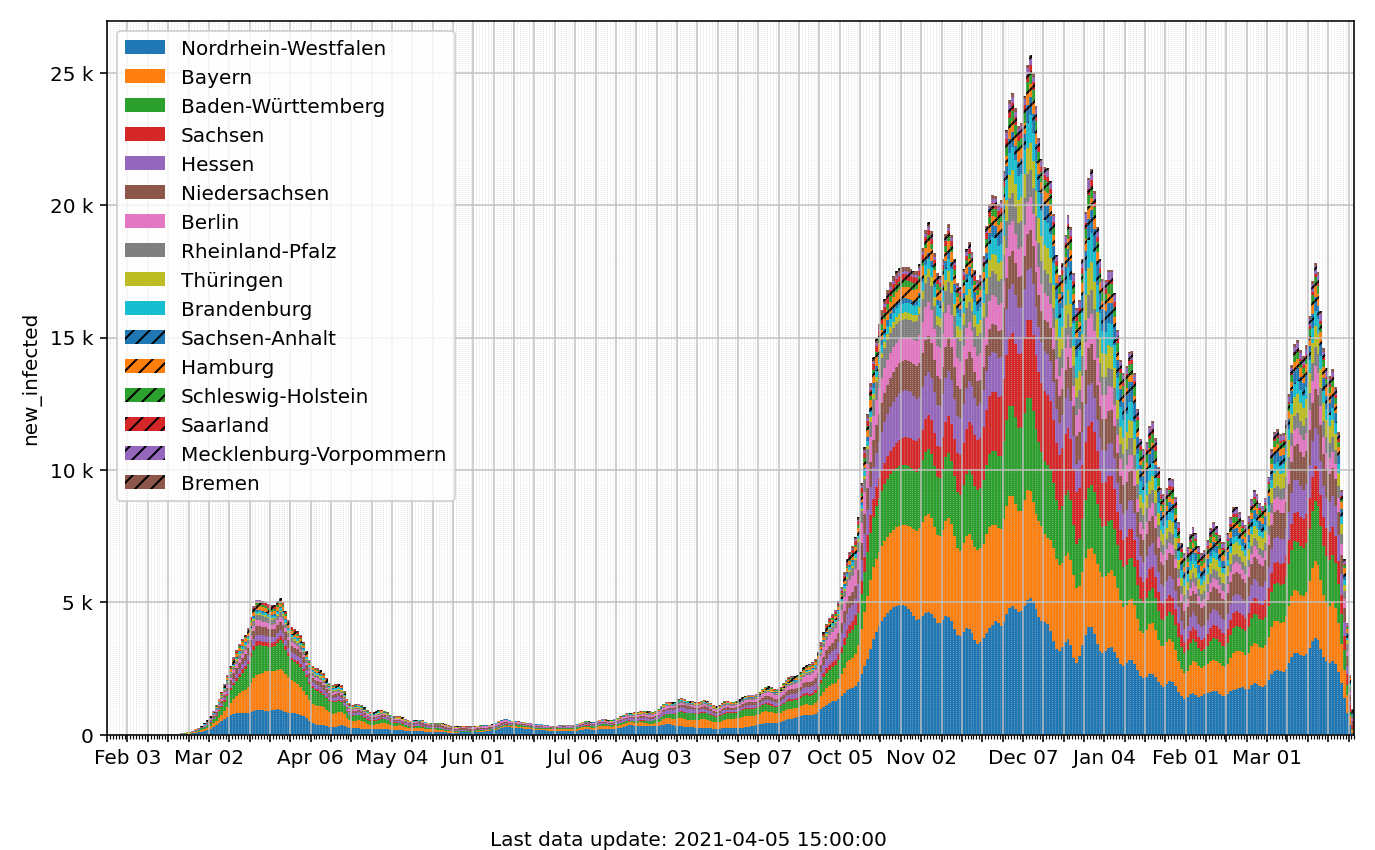 25 k
20 k
15 k
10 k
5 k
0
new_infected
Nordrhein-Westfalen
Bayern
Baden-Württemberg
Sachsen
Hessen
Niedersachsen
Berlin
Rheinland-Pfalz
Thüringen
Brandenburg
Sachsen-Anhalt
Hamburg
Schleswig-Holstein
Saarland
Mecklenburg-Vorpommern
Bremen
Feb 03 Mar 02 Apr 06 May 04 Jun 01 Jul 06 Aug 03 Sep 07 Oct 05 Nov 02 Dec 07 Jan 04 Feb 01 Mar 01
Last data update: 2021-04-05 15:00:00